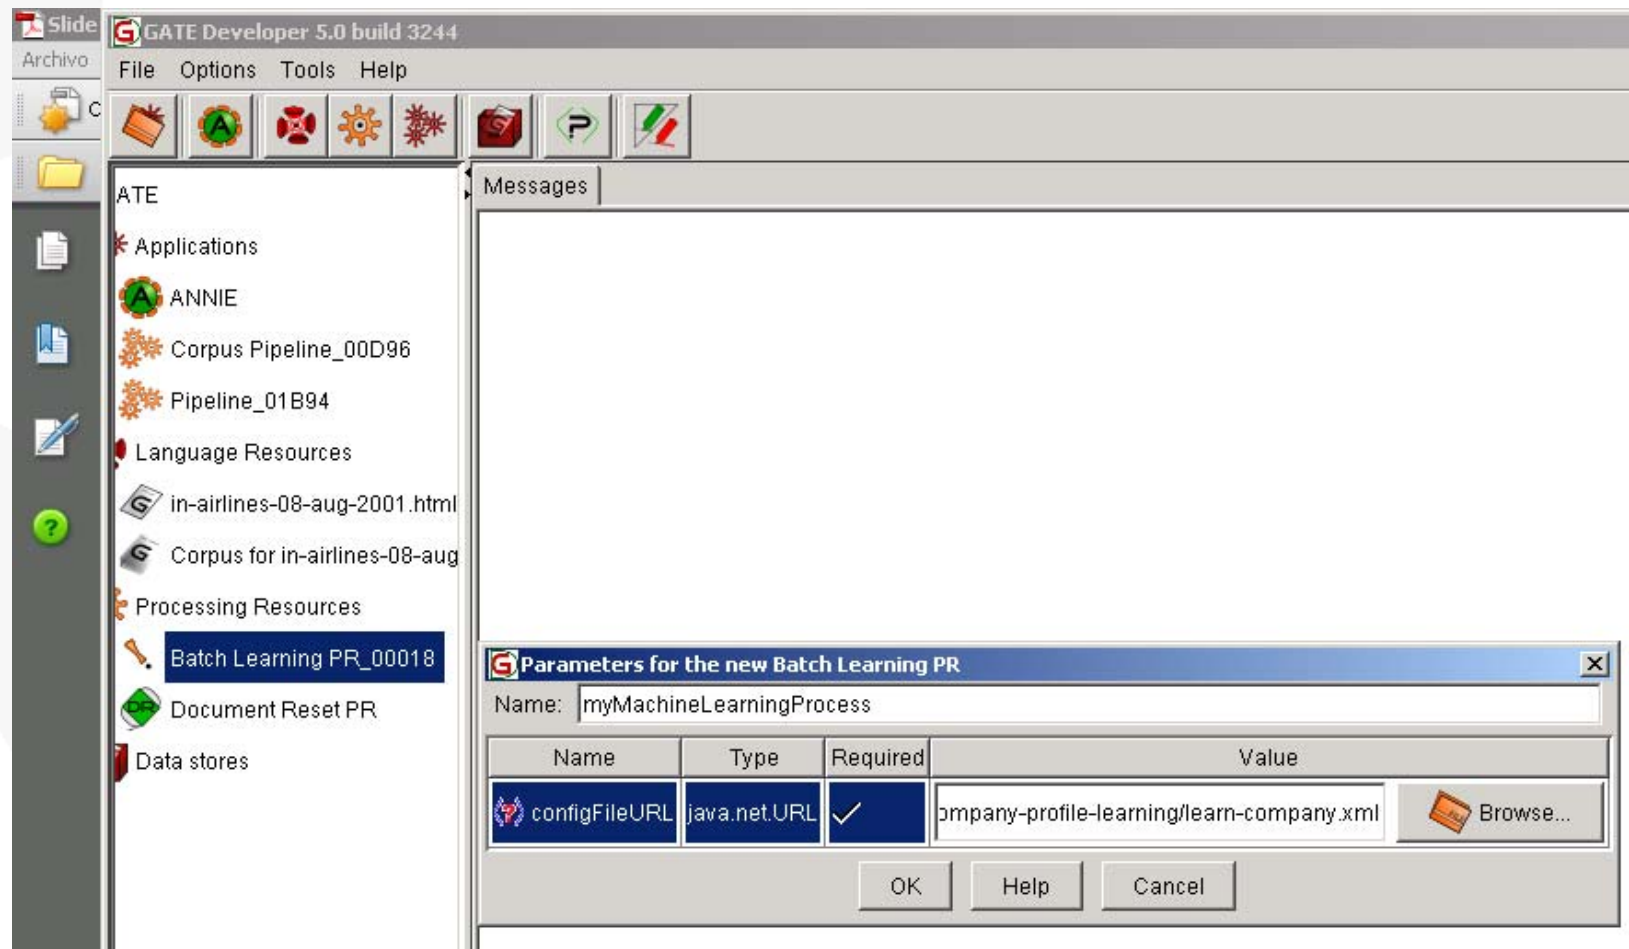 Slide
GATE Developer 5.0 build 3244
Archivo
File Options Tools Help
C
ATE
Messages
Applications
ANNIE
Corpus Pipeline_00D96
Pipeline_01B94
Language Resources
in-airlines-08-aug-2001.html
Corpus for in-airlines-08-aug
Processing Resources
Batch Learning PR_00018
Document Reset PR
Data stores
Parameters for the new Batch Learning PR
Name: myMachineLearningProcess
Name Type Required Value
configFileURL java.net.URL ompany-profile-learning/learn-company.xml Browse...
OK Help Cancel